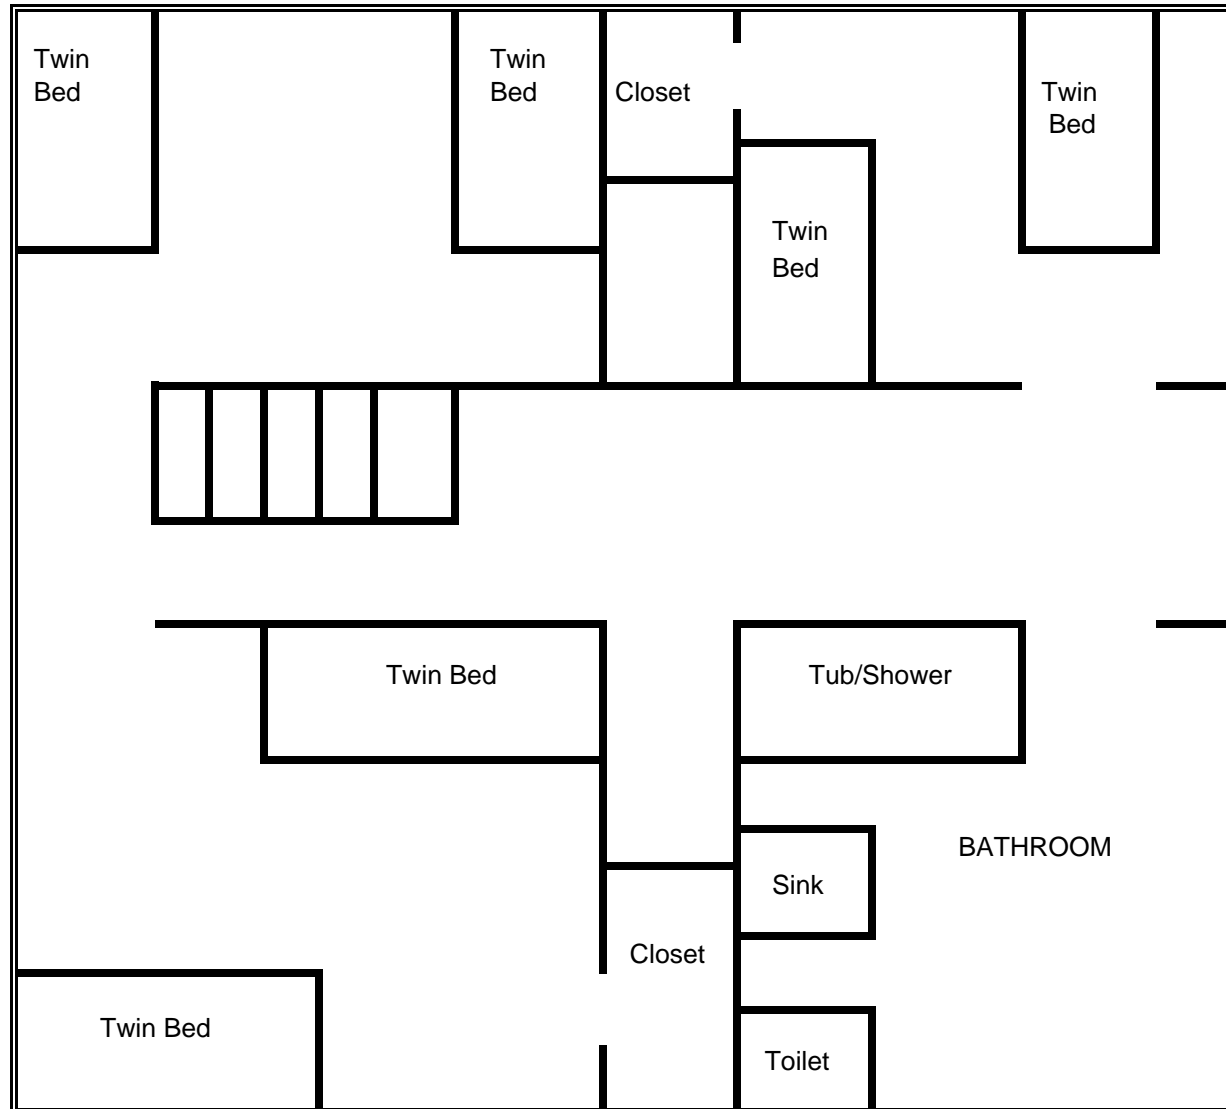 Twin
Bed
Twin
Bed
Closet
Twin
Bed
Twin
Bed
Twin Bed
Tub/Shower
BATHROOM
Sink
Closet
Twin Bed
Toilet